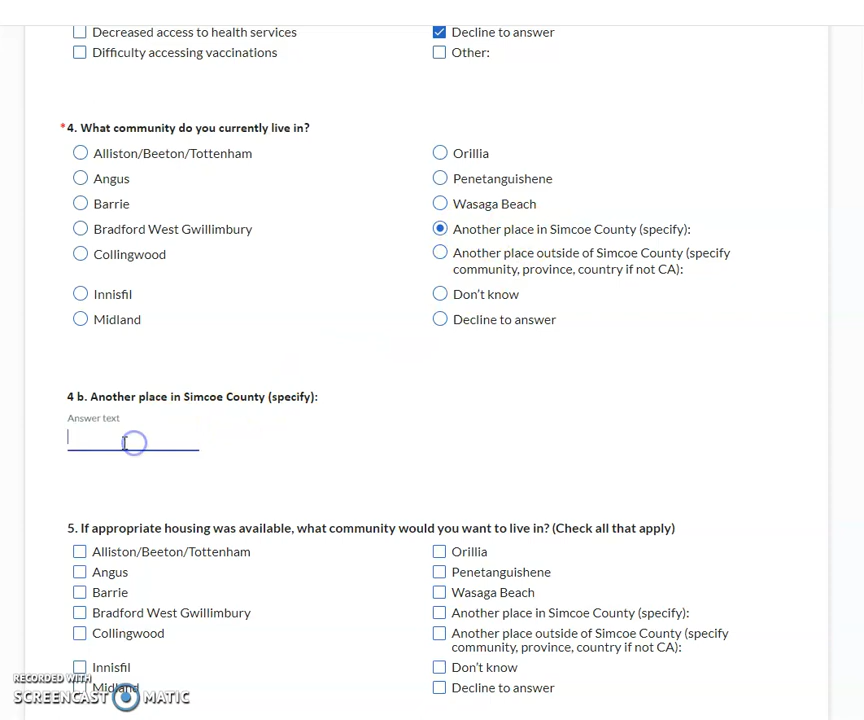 Decreased access to health services
Decline to answer
Difficulty accessing vaccinations
Other:
*4. What community do you currently live in?
Alliston/Beeton/Tottenham
Orillia
Angus
Penetanguishene
Barrie
Wasaga Beach
Bradford West Gwillimbury
Another place in Simcoe County (specify):
Collingwood
Another place outside of Simcoe County (specify
community, province, country if not CA):
Innisfil
Don't know
Midland
Decline to answer
4 b. Another place in Simcoe County (specify):
Answer text
5. If appropriate housing was available, what community would you want to live in? (Check all that apply)
Alliston/Beeton/Tottenham
Orillia
Angus
Penetanguishene
Barrie
Wasaga Beach
Bradford West Gwillimbury
Another place in Simcoe County (specify):
Collingwood
Another place outside of Simcoe County (specify
community, province, country if not CA):
Innisfil
Don't know
Midland
Decline to answer
RECORDED WITH
SCREENCAST MATIC